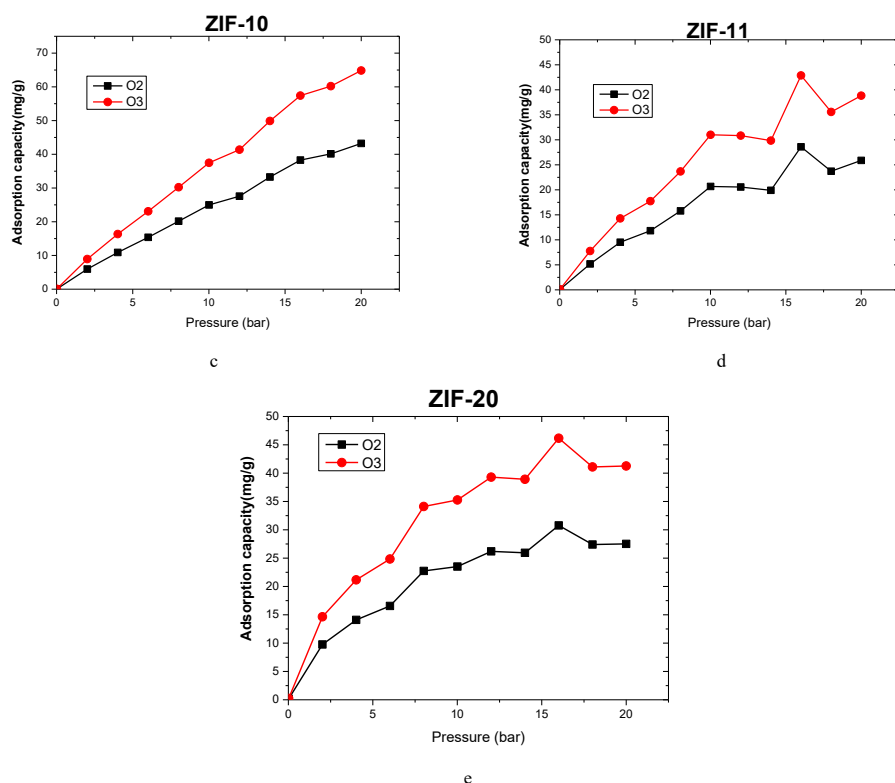 ZIF-10
Adsorption capacity(mg/g)
70
60
50
40
30
20
10
0
O2
O3
0 5 10 15 20
Pressure (bar)
c
ZIF-11
Adsorption capacity(mg/g)
50
45
40
35
30
25
20
15
10
5
0
O2
O3
0 5 10 15 20
Pressure (bar)
d
ZIF-20
Adsorption capacity(mg/g)
50
45
40
35
30
25
20
15
10
5
0
O2
O3
0 5 10 15 20
Pressure (bar)
e